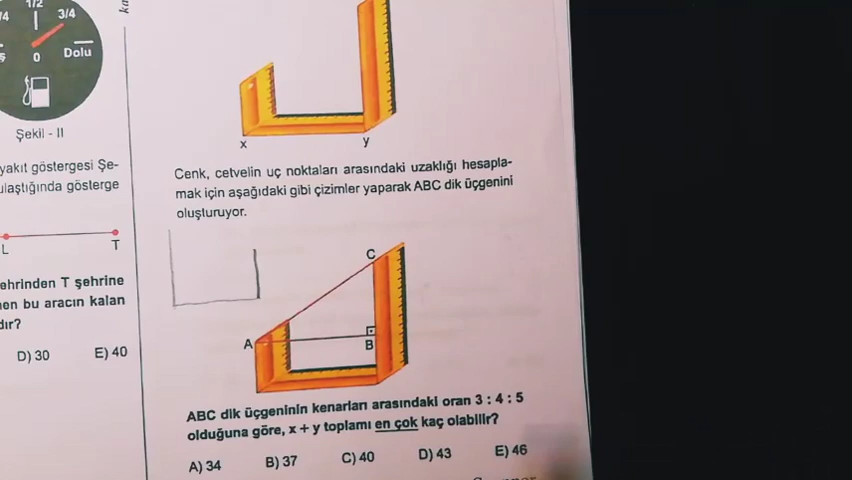 1/2
/4
3/4
0
Dolu
Şekil - II
yakıt göstergesi Şe-
ulaştığında gösterge
L
T
ehrinden T şehrine
en bu aracın kalan
dır?
D) 30
E) 40
ka
x
y
Cenk, cetvelin uç noktaları arasındaki uzaklığı hesapla-
mak için aşağıdaki gibi çizimler yaparak ABC dik üçgenini
oluşturuyor.
C
A
B
ABC dik üçgeninin kenarları arasındaki oran 3 : 4 : 5
olduğuna göre, x + y toplamı en çok kaç olabilir?
A) 34
B) 37
C) 40
D) 43
E) 46